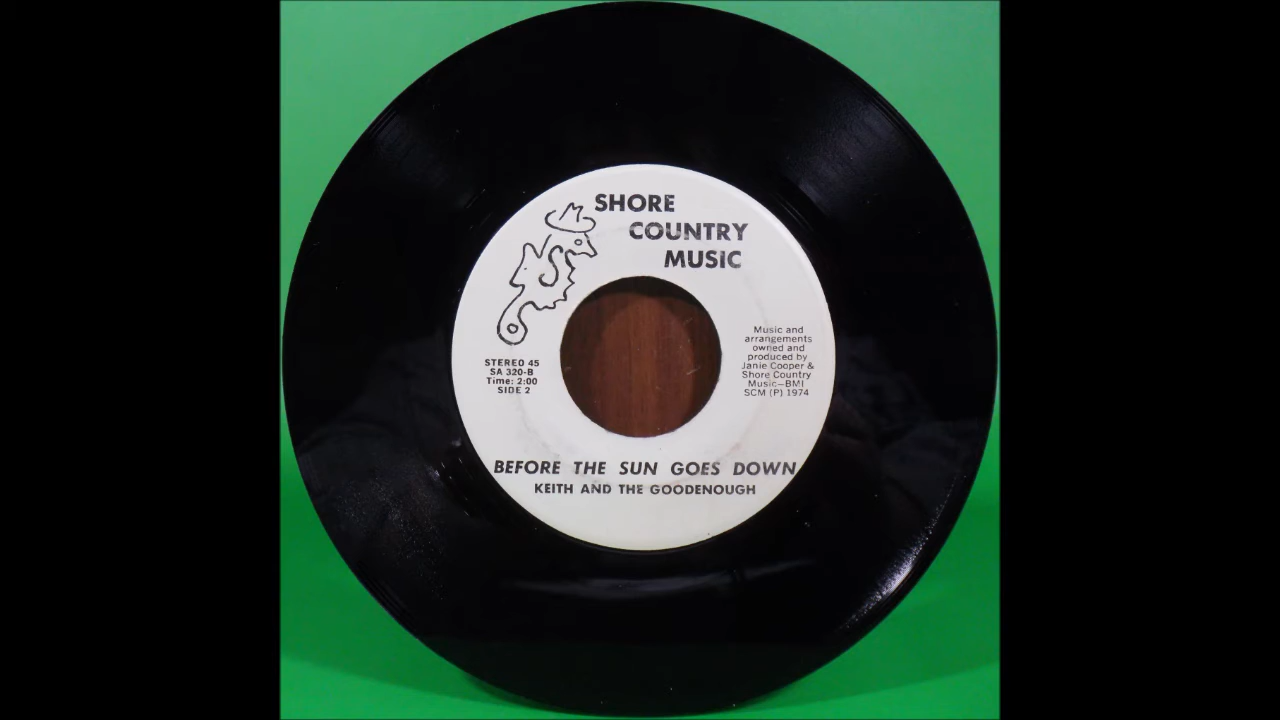 SHORE
COUNTRY
MUSIC
S
STEREO 45
SA 320-B
Time: 2:00
SIDE 2
Music and
arrangements
owned and
produced by
Janie Cooper &
Shore Country
Music—BMI
SCM (P) 1974
BEFORE THE SUN GOES DOWN
KEITH AND THE GOODENOUGH